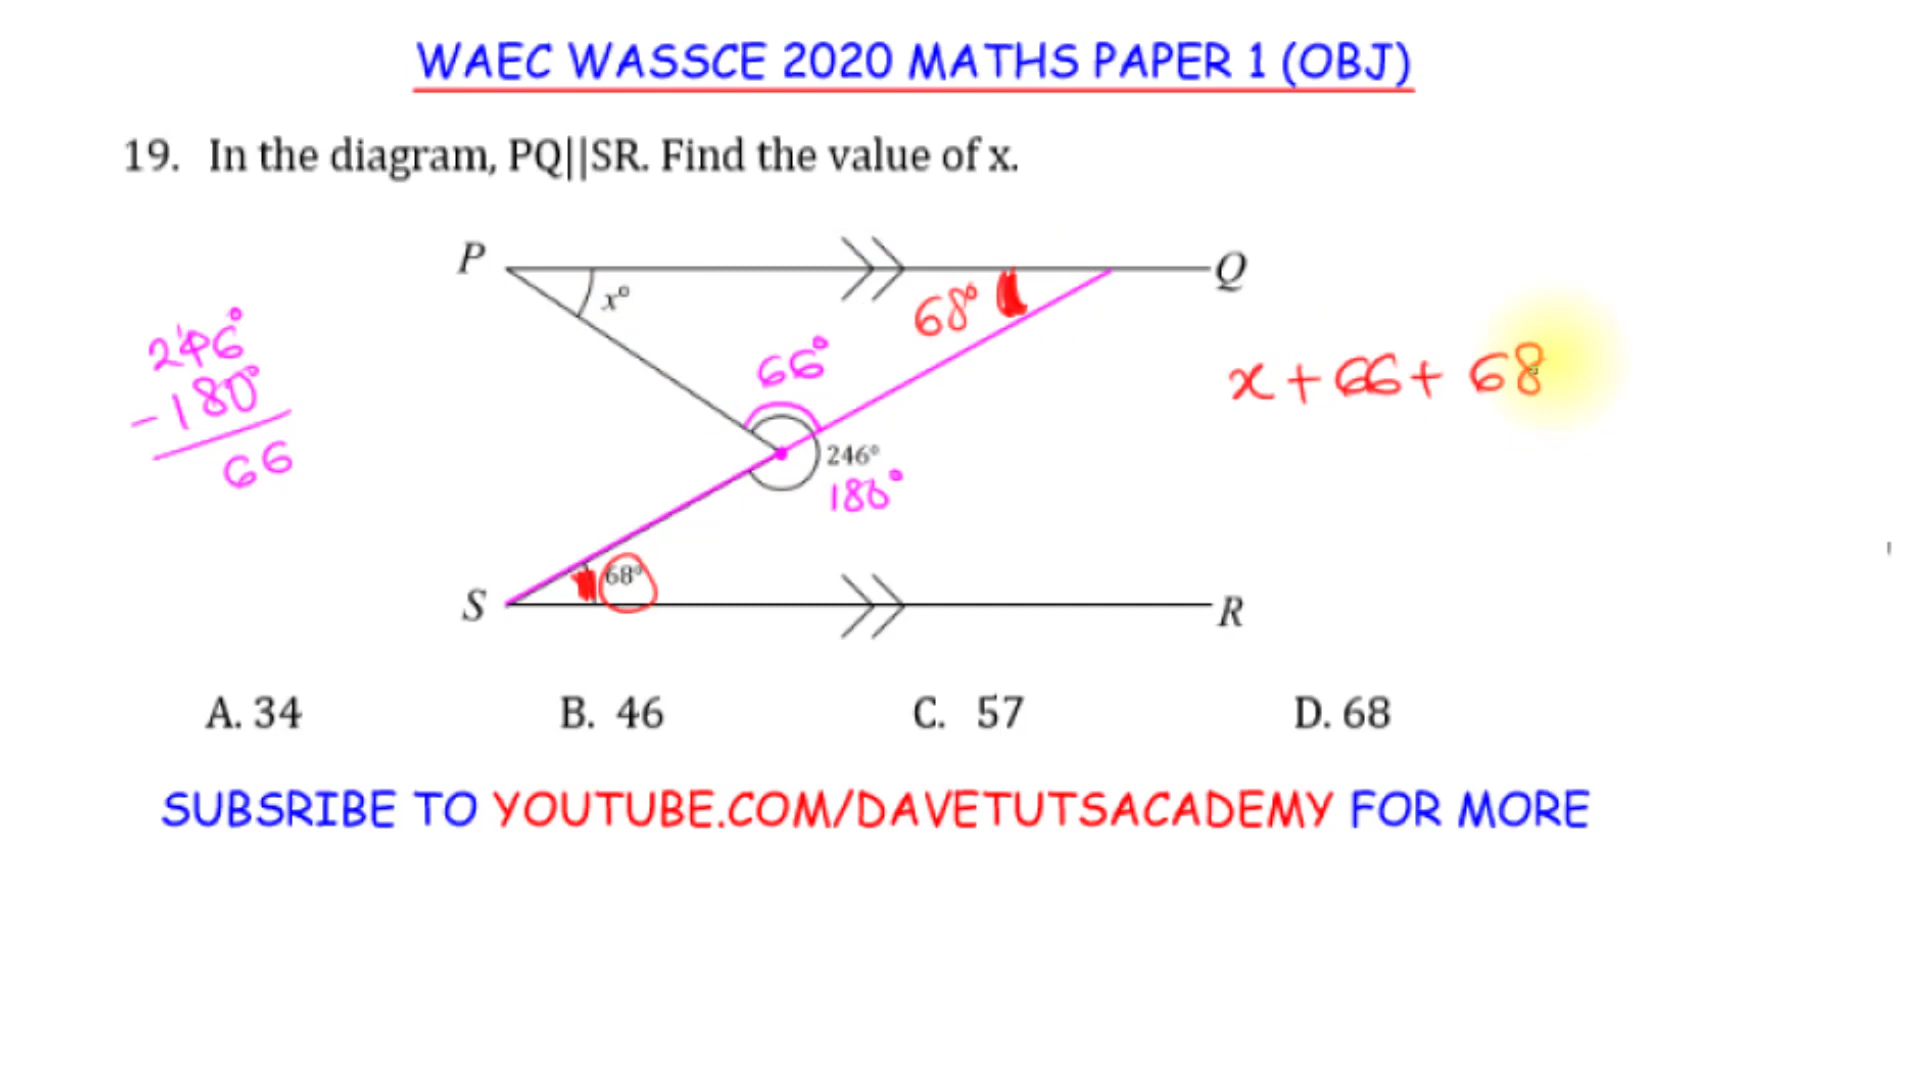 WAEC WASSCE 2020 MATHS PAPER 1 (OBJ)
19. In the diagram, PQ||SR. Find the value of x.
P
Q
x°
68°
66°
246°
-180°
66
x + 66 + 68
246°
180°
68°
S
R
A. 34 B. 46 C. 57 D. 68
SUBSRIBE TO YOUTUBE.COM/DAVETUTSACADEMY FOR MORE